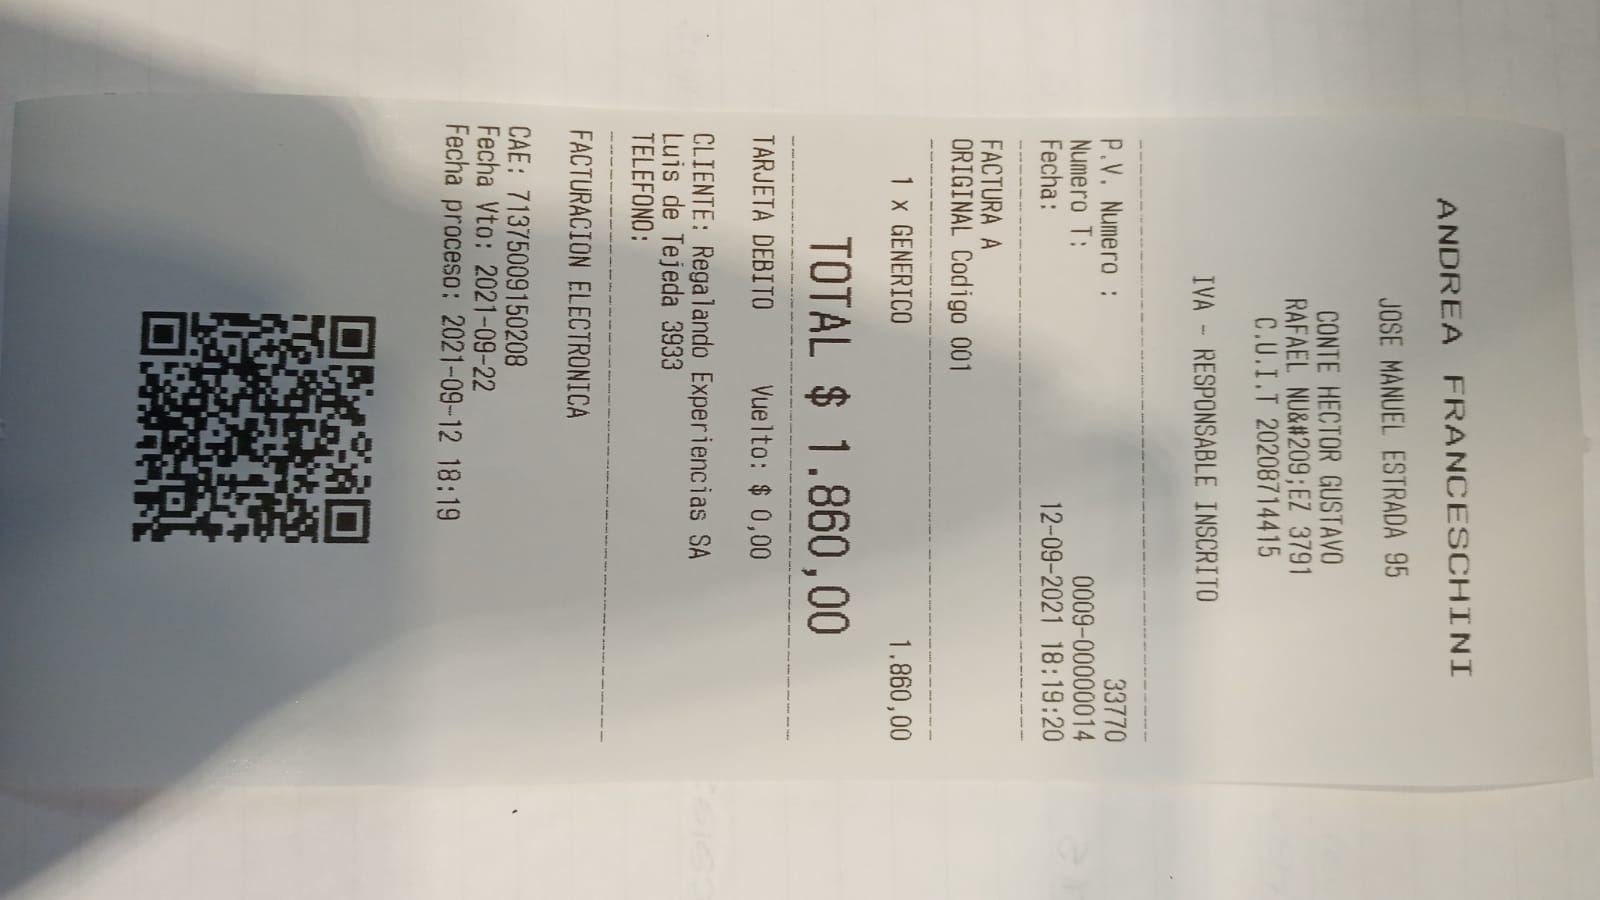 ANDREA FRANCESCHINI
JOSE MANUEL ESTRADA 95
CONTE HECTOR GUSTAVO
RAFAEL NU&#209;EZ 3791
C.U.I.T 20208714415
IVA - RESPONSABLE INSCRITO
P.V. Numero : 33770
Numero T: 0009-00000014
Fecha: 12-09-2021 18:19:20
FACTURA A
ORIGINAL Codigo 001
1 x GENERICO 1.860,00
TOTAL $ 1.860,00
TARJETA DEBITO Vuelto: $ 0,00
CLIENTE: Regalando Experiencias SA
Luis de Tejeda 3933
TELEFONO:
FACTURACION ELECTRONICA
CAE: 71375009150208
Fecha Vto: 2021-09-22
Fecha proceso: 2021-09-12 18:19